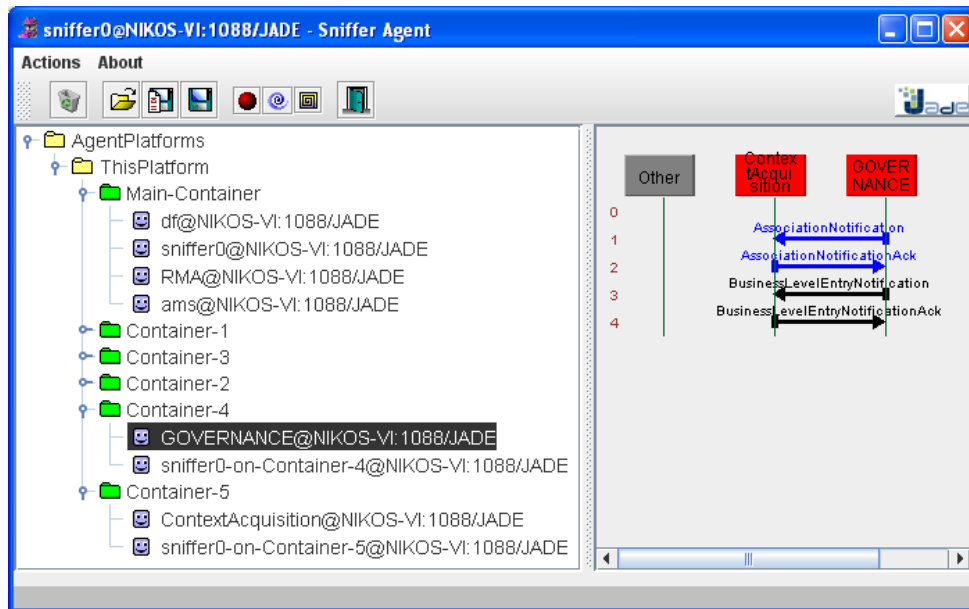 sniffer0@NIKOS-VI:1088/JADE - Sniffer Agent
Actions About
Jade
AgentPlatforms
ThisPlatform
Main-Container
df@NIKOS-VI:1088/JADE
sniffer0@NIKOS-VI:1088/JADE
RMA@NIKOS-VI:1088/JADE
ams@NIKOS-VI:1088/JADE
Container-1
Container-3
Container-2
Container-4
GOVERNANCE@NIKOS-VI:1088/JADE
sniffer0-on-Container-4@NIKOS-VI:1088/JADE
Container-5
ContextAcquisition@NIKOS-VI:1088/JADE
sniffer0-on-Container-5@NIKOS-VI:1088/JADE
Other
Contex
tAcqui
sition
GOVER
NANCE
0
AssociationNotification
1
AssociationNotificationAck
2
BusinessLevelEntryNotification
3
BusinessLevelEntryNotificationAck
4